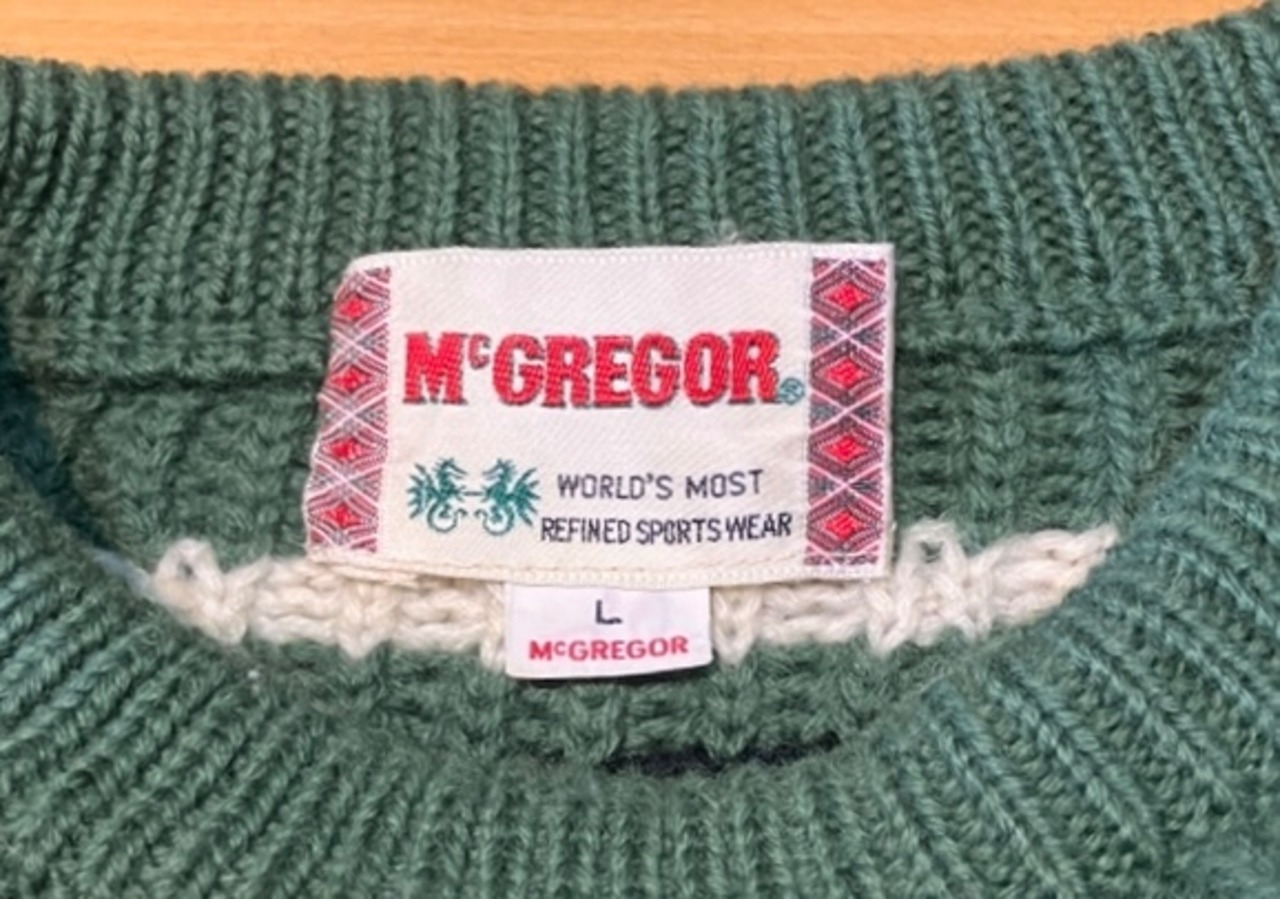 McGREGOR®
WORLD'S MOST
REFINED SPORTS WEAR
L
McGREGOR